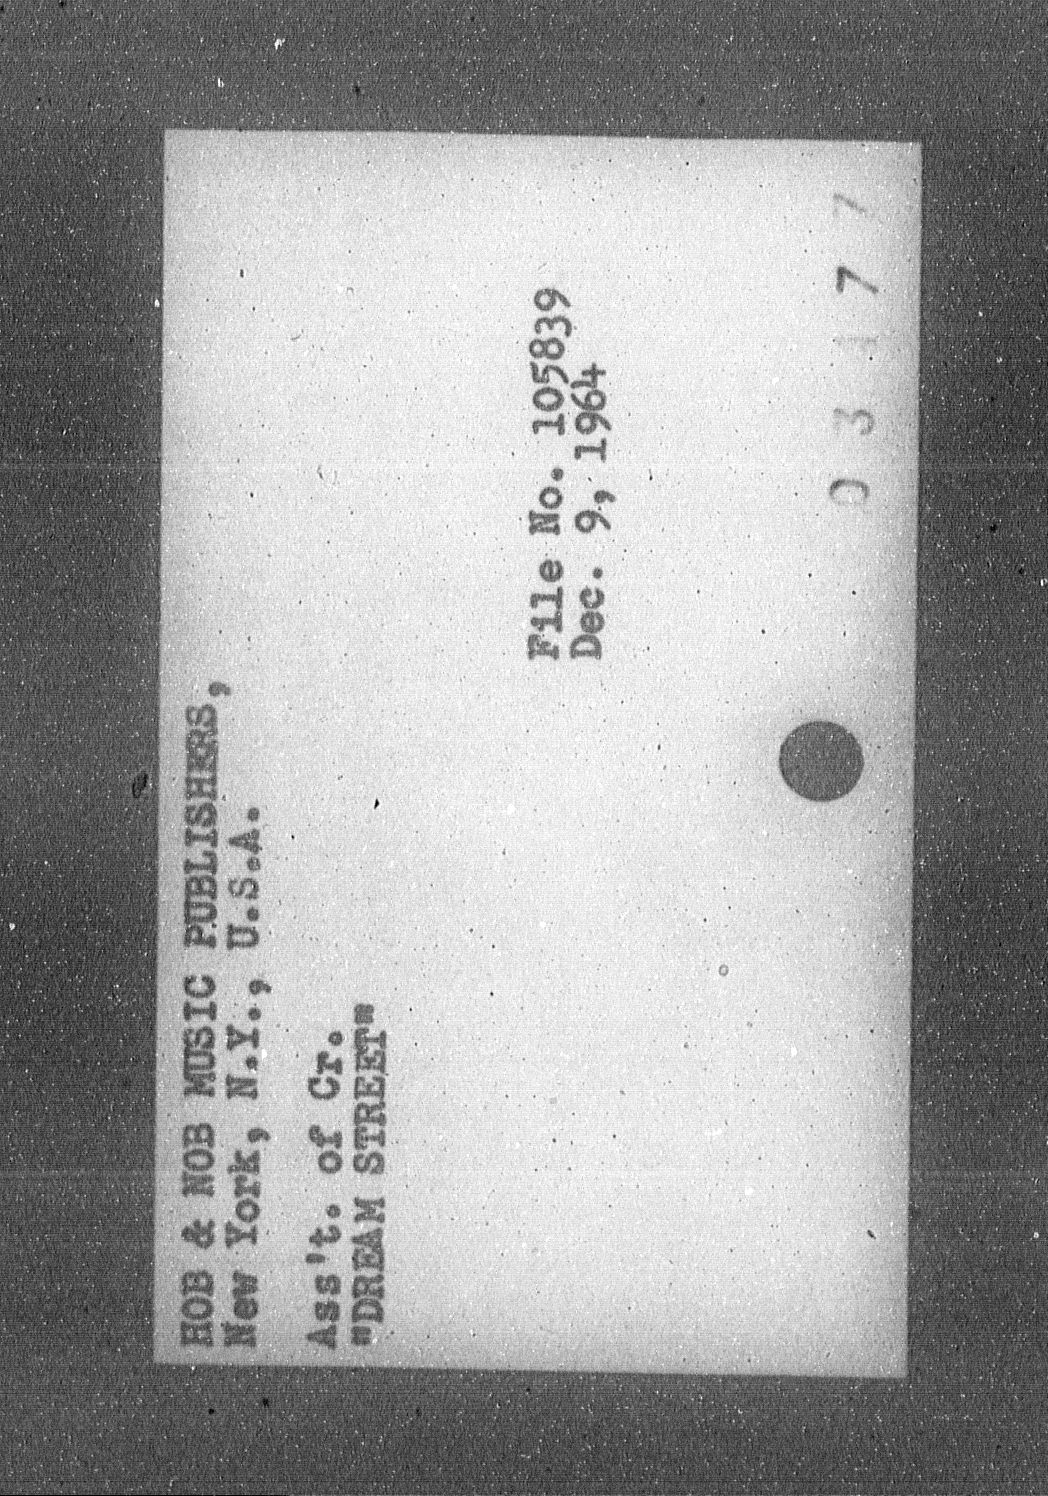 HOB & NOB MUSIC PUBLISHERS,
New York, N.Y., U.S.A.
Ass't. of Cr.
"DREAM STREET"
File No. 105839
Dec. 9, 1964